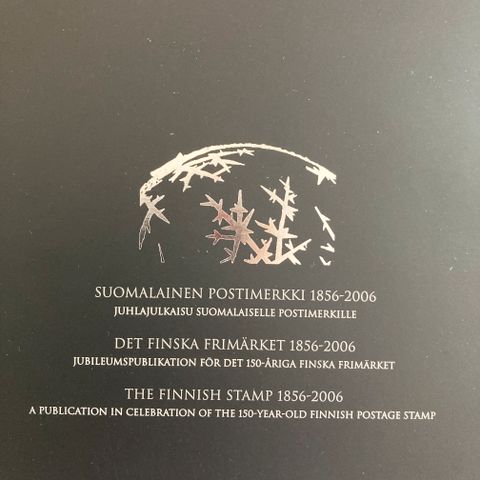 SUOMALAINEN POSTIMERKKI 1856-2006
JUHLAJULKAISU SUOMALAISELLE POSTIMERKILLE
DET FINSKA FRIMÄRKET 1856-2006
JUBILEUMSPUBLIKATION FÖR DET 150-ÅRIGA FINSKA FRIMÄRKET
THE FINNISH STAMP 1856-2006
A PUBLICATION IN CELEBRATION OF THE 150-YEAR-OLD FINNISH POSTAGE STAMP